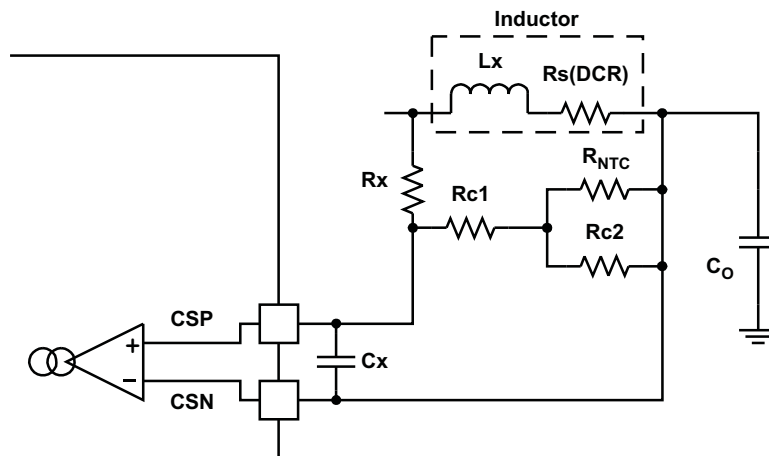 Inductor
Lx
Rs(DCR)
RNTC
Rx
Rc1
Rc2
CO
CSP
+
Cx
−
CSN